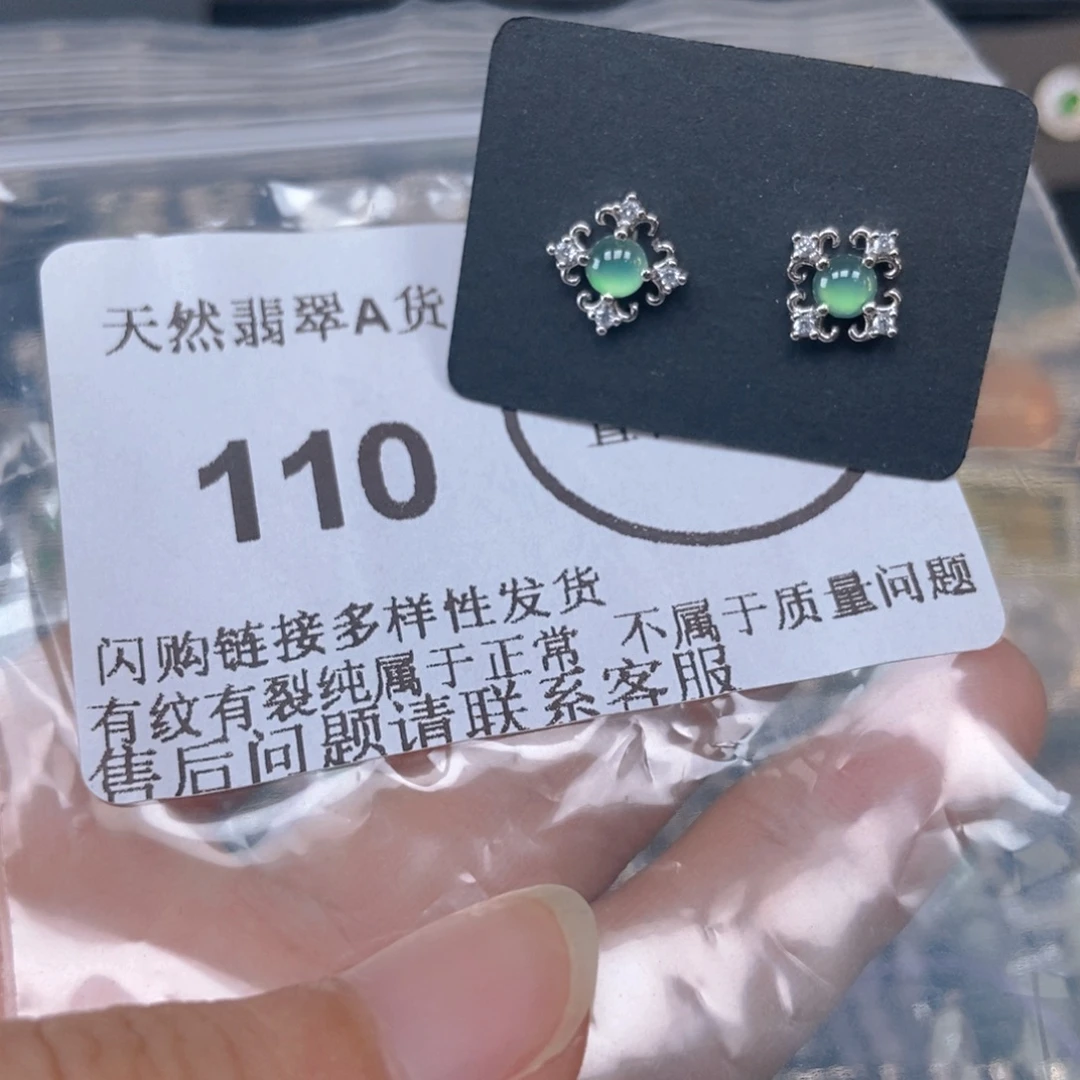 天然翡翠A货
110
闪购链接多样性发货
有纹有裂纯属于正常 不属于质量问题
售后问题请联系客服